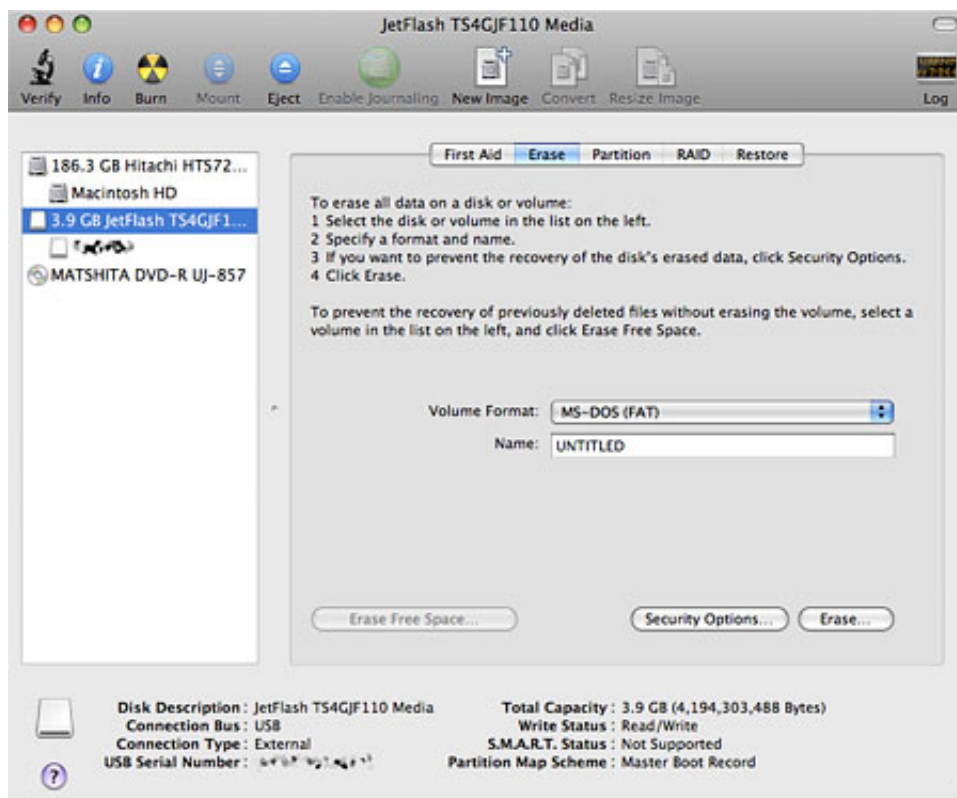 JetFlash TS4GJF110 Media
Verify Info Burn Mount Eject Enable Journaling New Image Convert Resize Image Log
First Aid Erase Partition RAID Restore
186.3 GB Hitachi HTS72...
Macintosh HD
3.9 GB JetFlash TS4GJF1...
MATSHITA DVD-R UJ-857
To erase all data on a disk or volume:
1 Select the disk or volume in the list on the left.
2 Specify a format and name.
3 If you want to prevent the recovery of the disk's erased data, click Security Options.
4 Click Erase.
To prevent the recovery of previously deleted files without erasing the volume, select a
volume in the list on the left, and click Erase Free Space.
Volume Format: MS-DOS (FAT)
Name: UNTITLED
Erase Free Space... Security Options... Erase...
Disk Description : JetFlash TS4GJF110 Media
Connection Bus : USB
Connection Type : External
USB Serial Number :
Total Capacity : 3.9 GB (4,194,303,488 Bytes)
Write Status : Read/Write
S.M.A.R.T. Status : Not Supported
Partition Map Scheme : Master Boot Record
?